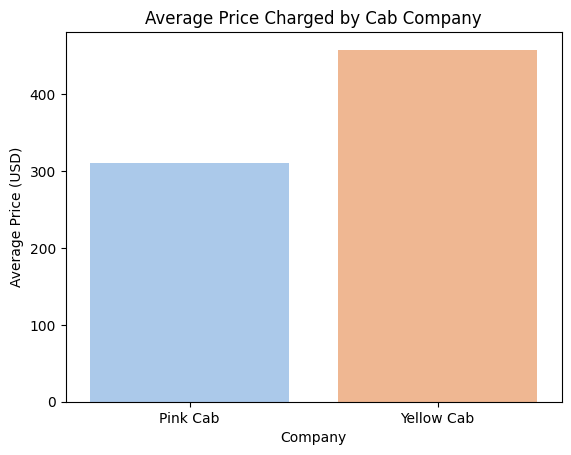 Average Price Charged by Cab Company
Average Price (USD)
400
300
200
100
0
Pink Cab
Yellow Cab
Company